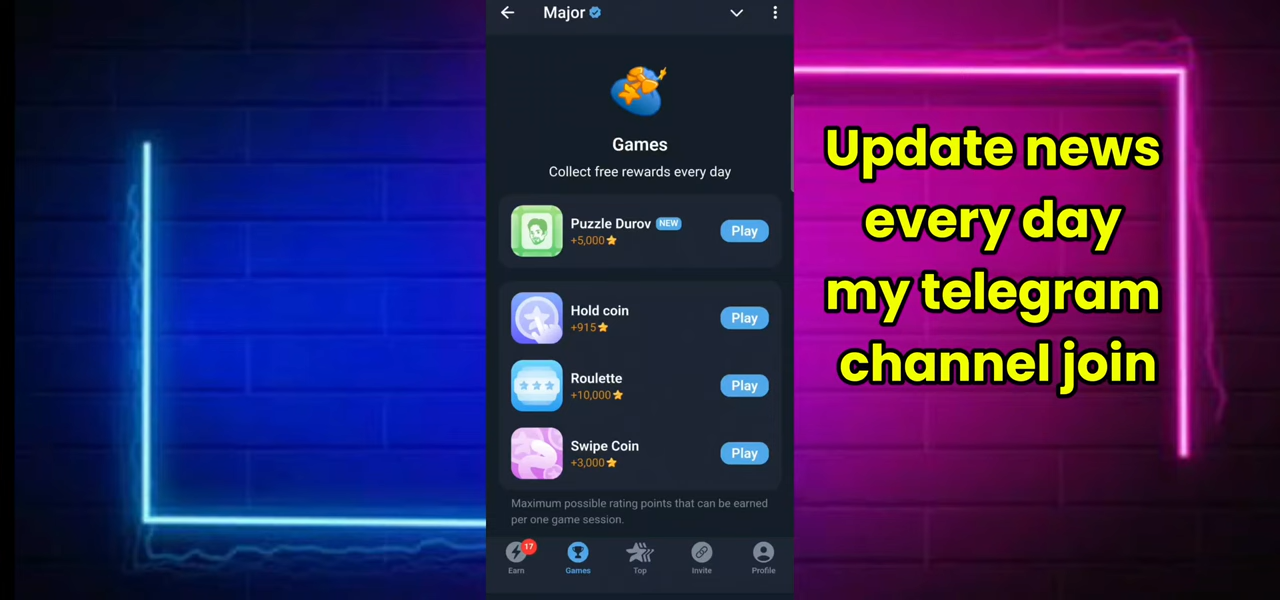 Major
Games
Collect free rewards every day
Puzzle Durov NEW
+5,000
Play
Hold coin
+915
Play
Roulette
+10,000
Play
Swipe Coin
+3,000
Play
Maximum possible rating points that can be earned
per one game session.
17
Earn
Games
Top
Invite
Profile
Update news
every day
my telegram
channel join